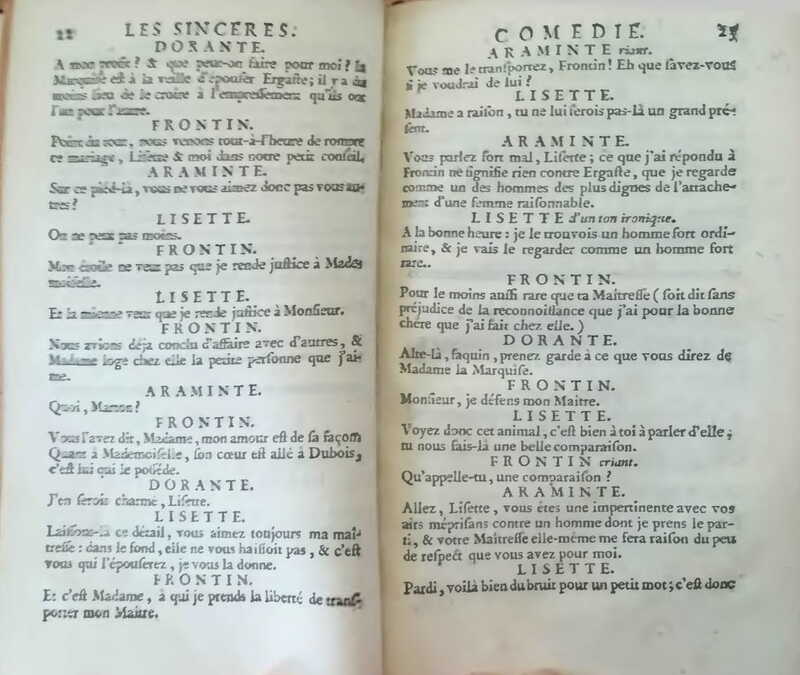 22 LES SINCERES.
DORANTE.
A mon profit ? & que peut-on faire pour moi ? la
Marquise est à la veille d'épouser Ergaste ; il y a du
moins lieu de le croire à l'empressement qu'ils ont
l'un pour l'autre.
FRONTIN.
Point du tout, nous venons tout-à-l'heure de rompre
ce mariage, Lisette & moi dans notre petit conseil.
ARAMINTE.
Sur ce pied-là, vous ne vous aimez donc pas vous au-
tres ?
LISETTE.
On ne peut pas moins.
FRONTIN.
Mon étoile ne veut pas que je rende justice à Made-
moiselle.
LISETTE.
Et la mienne veut que je rende justice à Monsieur.
FRONTIN.
Nous avions déja conclu d'affaire avec d'autres, &
Madame loge chez elle la petite personne que j'ai-
me.
ARAMINTE.
Quoi, Marton ?
FRONTIN.
Vous l'avez dit, Madame, mon amour est de sa façon
Quant à Mademoiselle, son cœur est allé à Dubois,
c'est lui qui le posséde.
DORANTE.
J'en serois charmé, Lisette.
LISETTE.
Laissons-là ce détail, vous aimez toujours ma maî-
tresse : dans le fond, elle ne vous haïssoit pas, & c'est
vous qui l'épouserez, je vous la donne.
FRONTIN.
Et c'est Madame, à qui je prends la liberté de trans-
porter mon Maitre.
COMEDIE. 23
ARAMINTE riant.
Vous me le transportez, Frontin ! Eh que savez-vous
si je voudrai de lui ?
LISETTE.
Madame a raison, tu ne lui ferois pas-là un grand pré-
sent.
ARAMINTE.
Vous parlez fort mal, Lisette ; ce que j'ai répondu à
Frontin ne signifie rien contre Ergaste, que je regarde
comme un des hommes des plus dignes de l'attache-
ment d'une femme raisonnable.
LISETTE d'un ton ironique.
A la bonne heure : je le trouvois un homme fort ordi-
naire, & je vais le regarder comme un homme fort
rare.
FRONTIN.
Pour le moins aussi rare que ta Maîtresse ( soit dit sans
préjudice de la reconnoissance que j'ai pour la bonne
chére que j'ai fait chez elle. )
DORANTE.
Alte-là, faquin, prenez garde à ce que vous direz de
Madame la Marquise.
FRONTIN.
Monsieur, je défens mon Maitre.
LISETTE.
Voyez donc cet animal, c'est bien à toi à parler d'elle ;
tu nous fais-là une belle comparaison.
FRONTIN criant.
Qu'appelle-tu, une comparaison ?
ARAMINTE.
Allez, Lisette, vous étes une impertinente avec vos
airs méprisans contre un homme dont je prens le par-
ti, & votre Maîtresse elle-même me fera raison du peu
de respect que vous avez pour moi.
LISETTE.
Pardi, voilà bien du bruit pour un petit mot ; c'est donc